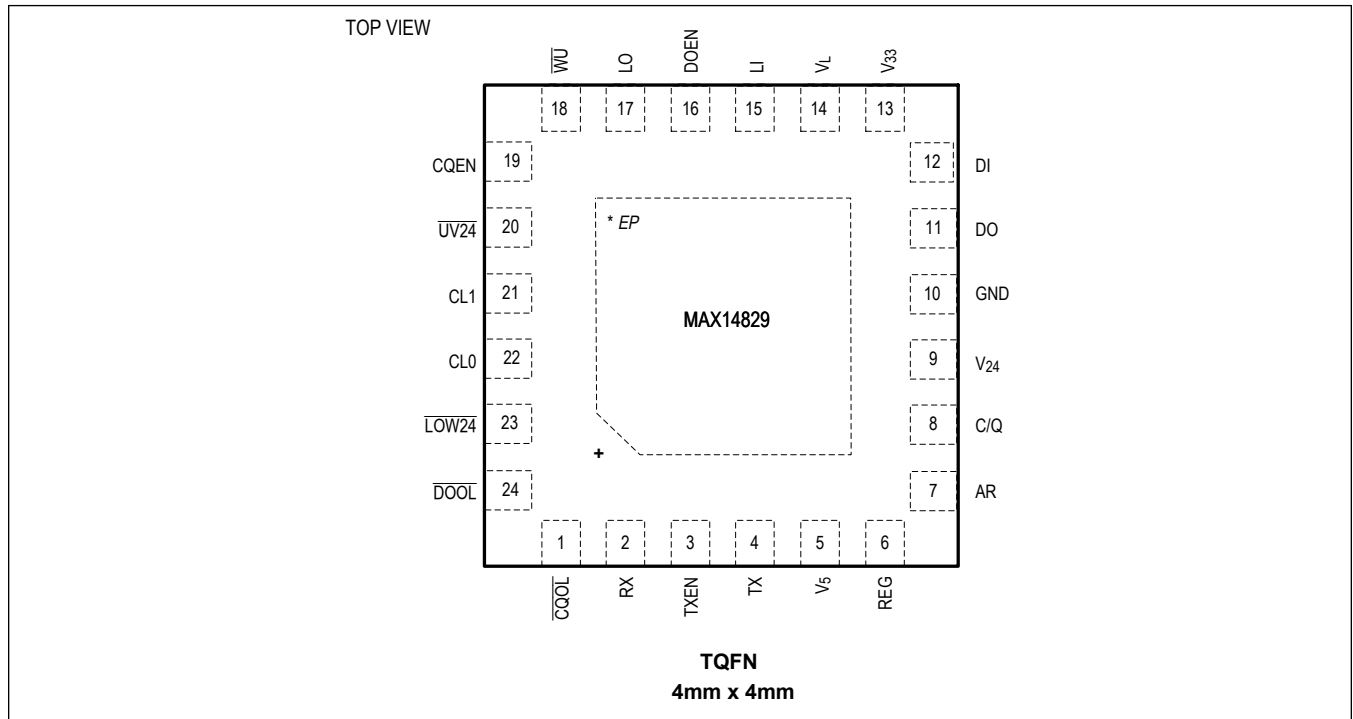 TOP VIEW
WU LO DOEN LI VL V33
18 17 16 15 14 13
CQEN 19 12 DI
UV24 20 11 DO
* EP
CL1 21 10 GND
MAX14829
CL0 22 9 V24
LOW24 23 8 C/Q
+
DOOL 24 7 AR
1 2 3 4 5 6
CQOL RX TXEN TX V5 REG
TQFN
4mm x 4mm